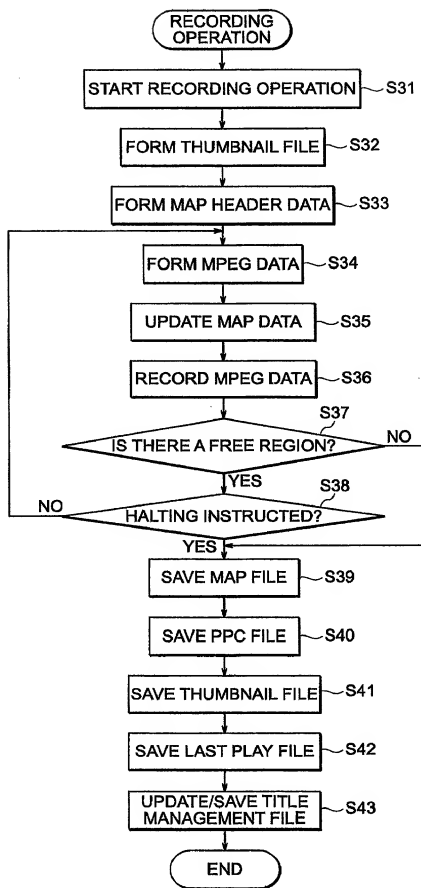 RECORDING
OPERATION
START RECORDING OPERATION
S31
FORM THUMBNAIL FILE
S32
FORM MAP HEADER DATA
S33
FORM MPEG DATA
S34
UPDATE MAP DATA
S35
RECORD MPEG DATA
S36
S37
IS THERE A FREE REGION?
NO
YES
S38
NO
HALTING INSTRUCTED?
YES
SAVE MAP FILE
S39
SAVE PPC FILE
S40
SAVE THUMBNAIL FILE
S41
SAVE LAST PLAY FILE
S42
UPDATE/SAVE TITLE
MANAGEMENT FILE
S43
END